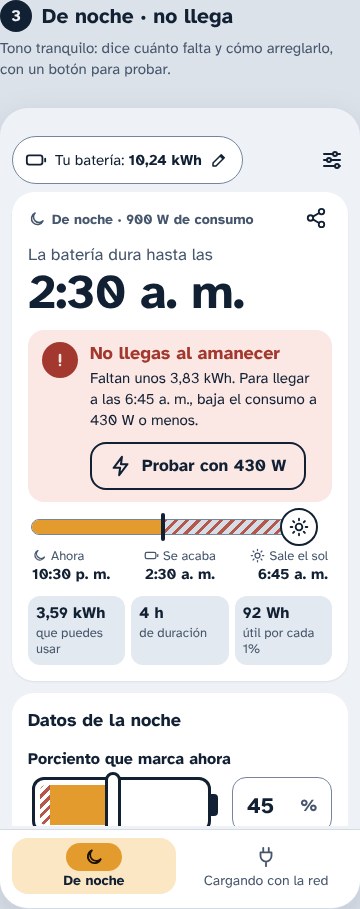 3 De noche · no llega
Tono tranquilo: dice cuánto falta y cómo arreglarlo,
con un botón para probar.
Tu batería: 10,24 kWh
De noche · 900 W de consumo
La batería dura hasta las
2:30 a. m.
! No llegas al amanecer
Faltan unos 3,83 kWh. Para llegar
a las 6:45 a. m., baja el consumo a
430 W o menos.
Probar con 430 W
Ahora Se acaba Sale el sol
10:30 p. m. 2:30 a. m. 6:45 a. m.
3,59 kWh 4 h 92 Wh
que puedes de duración útil por cada
usar 1%
Datos de la noche
Porciento que marca ahora
45 %
De noche Cargando con la red